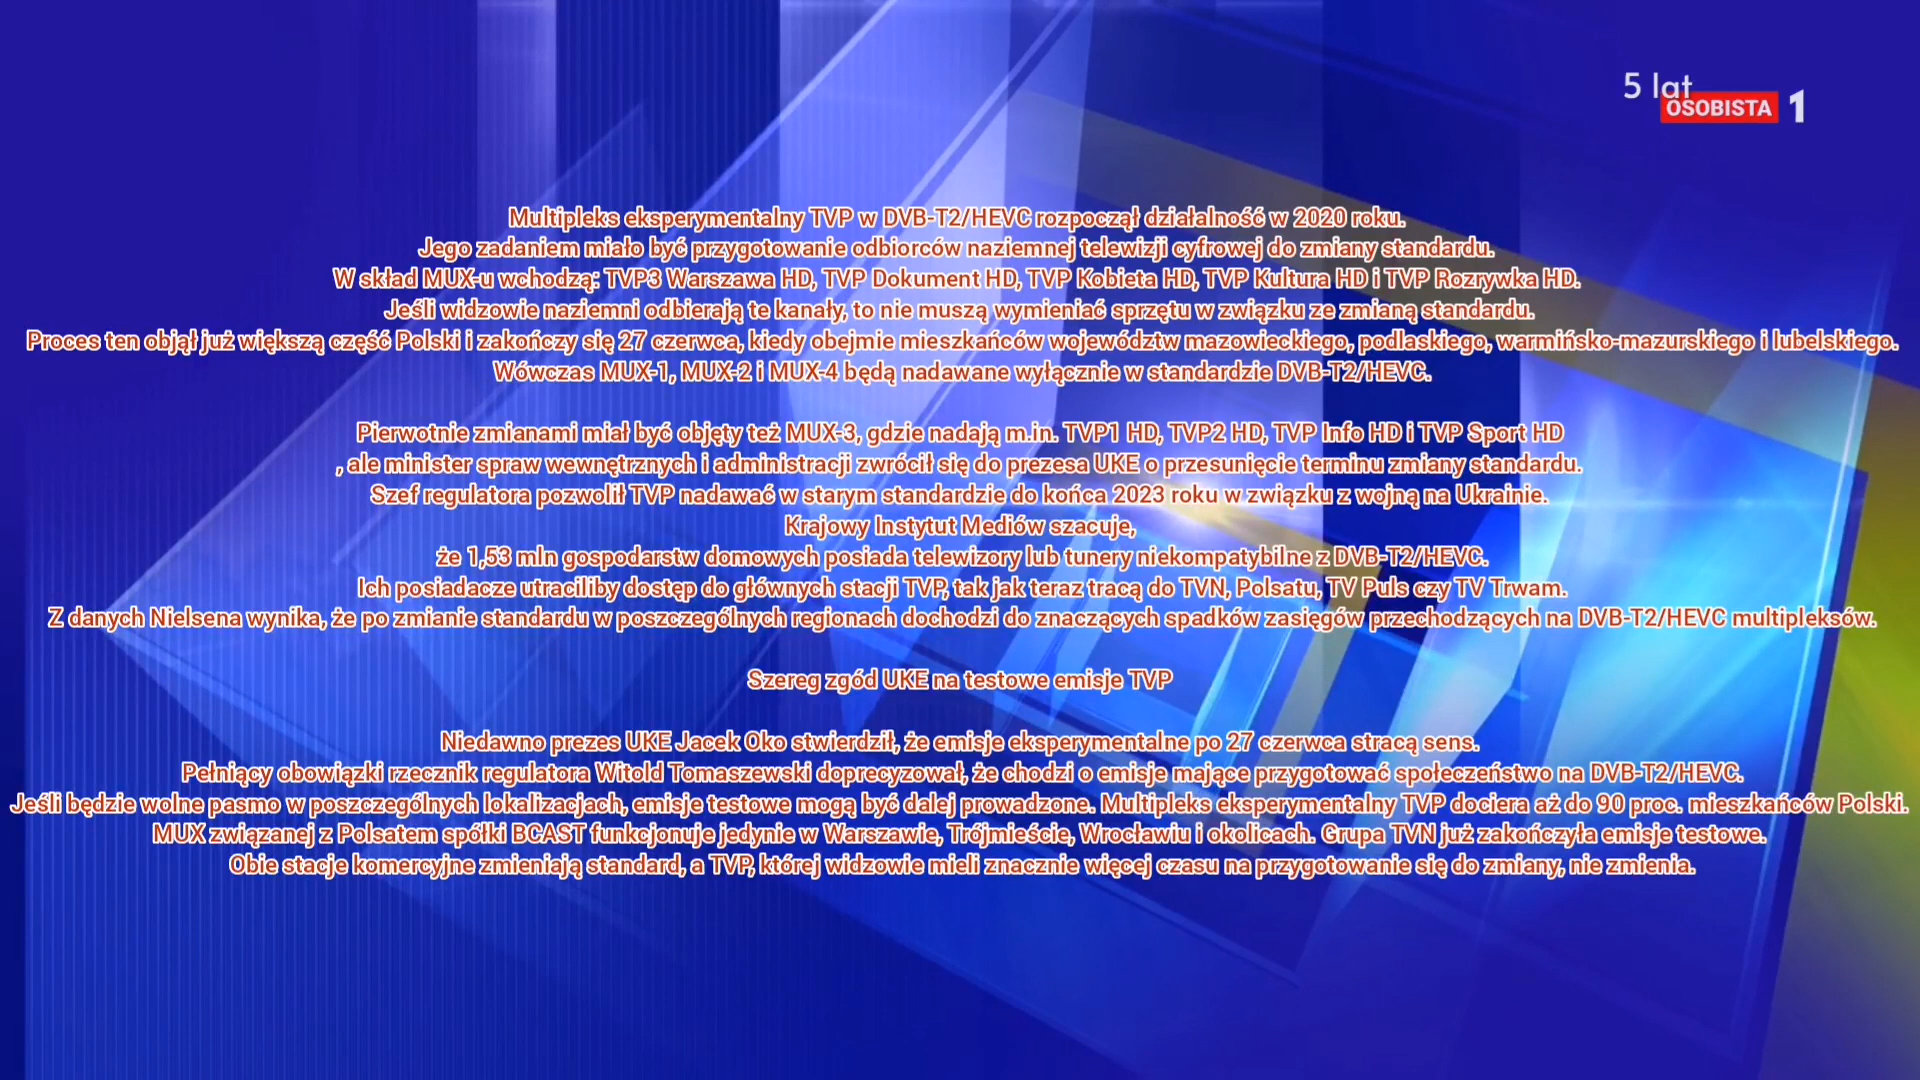 5 lat
OSOBISTA 1
Multipleks eksperymentalny TVP w DVB-T2/HEVC rozpoczął działalność w 2020 roku.
Jego zadaniem miało być przygotowanie odbiorców naziemnej telewizji cyfrowej do zmiany standardu.
W skład MUX-u wchodzą: TVP3 Warszawa HD, TVP Dokument HD, TVP Kobieta HD, TVP Kultura HD i TVP Rozrywka HD.
Jeśli widzowie naziemni odbierają te kanały, to nie muszą wymieniać sprzętu w związku ze zmianą standardu.
Proces ten objął już większą część Polski i zakończy się 27 czerwca, kiedy obejmie mieszkańców województw mazowieckiego, podlaskiego, warmińsko-mazurskiego i lubelskiego.
Wówczas MUX-1, MUX-2 i MUX-4 będą nadawane wyłącznie w standardzie DVB-T2/HEVC.
Pierwotnie zmianami miał być objęty też MUX-3, gdzie nadają m.in. TVP1 HD, TVP2 HD, TVP Info HD i TVP Sport HD
, ale minister spraw wewnętrznych i administracji zwrócił się do prezesa UKE o przesunięcie terminu zmiany standardu.
Szef regulatora pozwolił TVP nadawać w starym standardzie do końca 2023 roku w związku z wojną na Ukrainie.
Krajowy Instytut Mediów szacuje,
że 1,53 mln gospodarstw domowych posiada telewizory lub tunery niekompatybilne z DVB-T2/HEVC.
Ich posiadacze utraciliby dostęp do głównych stacji TVP, tak jak teraz tracą do TVN, Polsatu, TV Puls czy TV Trwam.
Z danych Nielsena wynika, że po zmianie standardu w poszczególnych regionach dochodzi do znaczących spadków zasięgów przechodzących na DVB-T2/HEVC multipleksów.
Szereg zgód UKE na testowe emisje TVP
Niedawno prezes UKE Jacek Oko stwierdził, że emisje eksperymentalne po 27 czerwca stracą sens.
Pełniący obowiązki rzecznik regulatora Witold Tomaszewski doprecyzował, że chodzi o emisje mające przygotować społeczeństwo na DVB-T2/HEVC.
Jeśli będzie wolne pasmo w poszczególnych lokalizacjach, emisje testowe mogą być dalej prowadzone. Multipleks eksperymentalny TVP dociera aż do 90 proc. mieszkańców Polski.
MUX związanej z Polsatem spółki BCAST funkcjonuje jedynie w Warszawie, Trójmieście, Wrocławiu i okolicach. Grupa TVN już zakończyła emisje testowe.
Obie stacje komercyjne zmieniają standard, a TVP, której widzowie mieli znacznie więcej czasu na przygotowanie się do zmiany, nie zmienia.